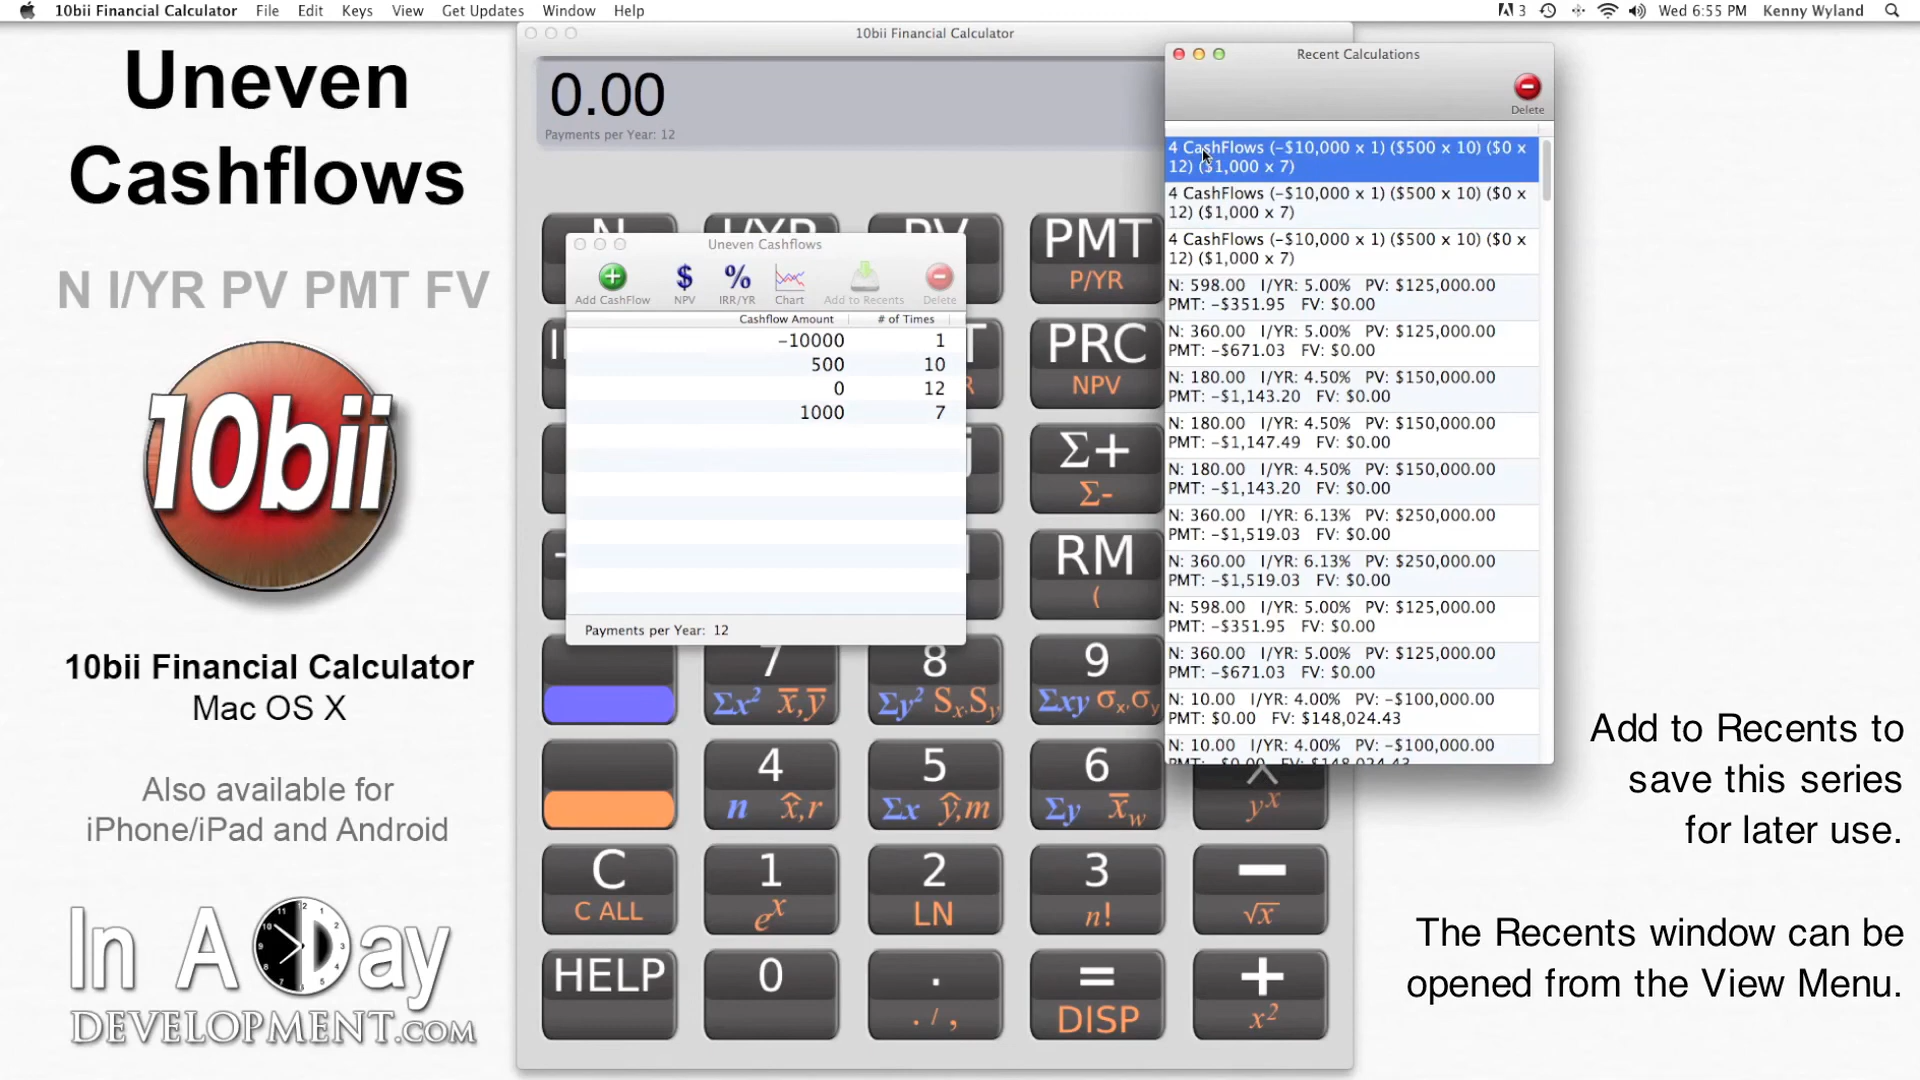 10bii Financial Calculator File Edit Keys View Get Updates Window Help
3 Wed 6:55 PM Kenny Wyland
Uneven
Cashflows
N I/YR PV PMT FV
10bii
10bii Financial Calculator
Mac OS X
Also available for
iPhone/iPad and Android
In A Day
DEVELOPMENT.COM
10bii Financial Calculator
0.00
Payments per Year: 12
N I/YR PV PMT
P/YR
PRC
NPV
Σ+
Σ-
RM
(
7 8 9
Σx² x̅,y̅ Σy² Sx,Sy Σxy σx,σy
4 5 6
n x̂,r Σx ŷ,m Σy x̅w yˣ
C 1 2 3 −
C ALL eˣ LN n! √x
HELP 0 . = +
. / , DISP x²
Uneven Cashflows
Add CashFlow NPV IRR/YR Chart Add to Recents Delete
Cashflow Amount # of Times
-10000 1
500 10
0 12
1000 7
Payments per Year: 12
Recent Calculations
Delete
4 CashFlows (-$10,000 x 1) ($500 x 10) ($0 x
12) ($1,000 x 7)
4 CashFlows (-$10,000 x 1) ($500 x 10) ($0 x
12) ($1,000 x 7)
4 CashFlows (-$10,000 x 1) ($500 x 10) ($0 x
12) ($1,000 x 7)
N: 598.00 I/YR: 5.00% PV: $125,000.00
PMT: -$351.95 FV: $0.00
N: 360.00 I/YR: 5.00% PV: $125,000.00
PMT: -$671.03 FV: $0.00
N: 180.00 I/YR: 4.50% PV: $150,000.00
PMT: -$1,143.20 FV: $0.00
N: 180.00 I/YR: 4.50% PV: $150,000.00
PMT: -$1,147.49 FV: $0.00
N: 180.00 I/YR: 4.50% PV: $150,000.00
PMT: -$1,143.20 FV: $0.00
N: 360.00 I/YR: 6.13% PV: $250,000.00
PMT: -$1,519.03 FV: $0.00
N: 360.00 I/YR: 6.13% PV: $250,000.00
PMT: -$1,519.03 FV: $0.00
N: 598.00 I/YR: 5.00% PV: $125,000.00
PMT: -$351.95 FV: $0.00
N: 360.00 I/YR: 5.00% PV: $125,000.00
PMT: -$671.03 FV: $0.00
N: 10.00 I/YR: 4.00% PV: -$100,000.00
PMT: $0.00 FV: $148,024.43
N: 10.00 I/YR: 4.00% PV: -$100,000.00
Add to Recents to
save this series
for later use.
The Recents window can be
opened from the View Menu.